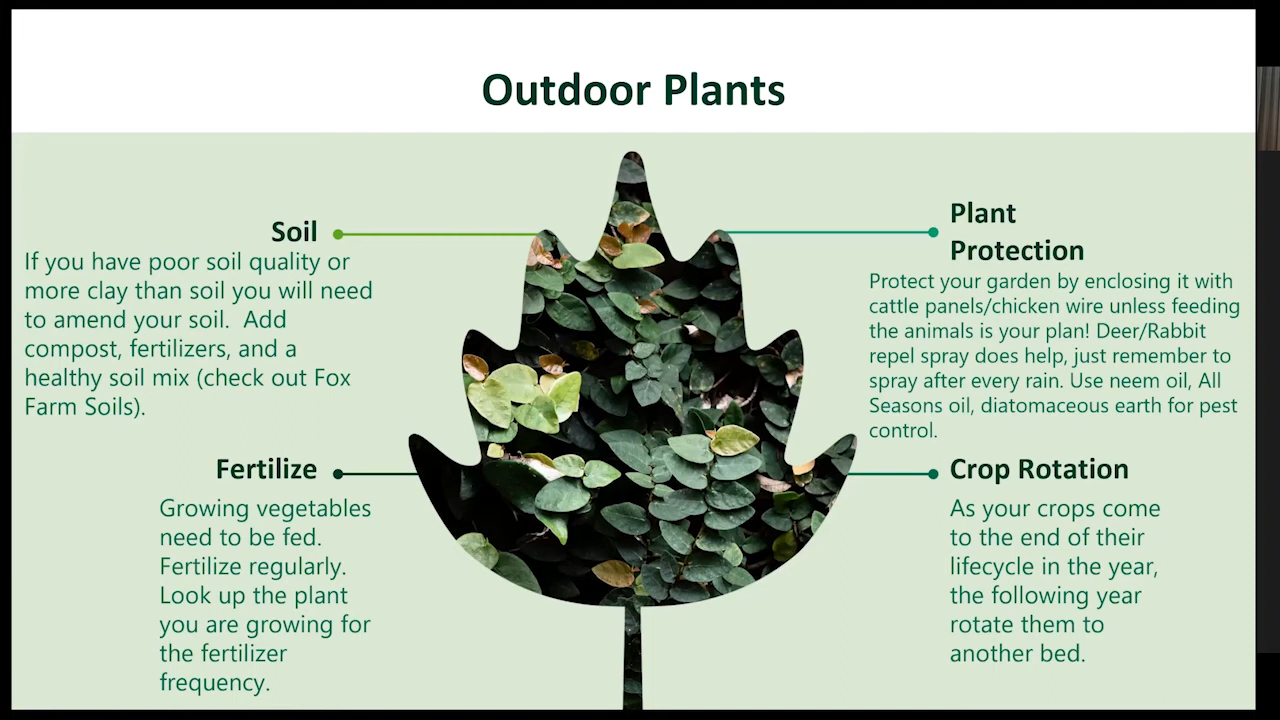 Outdoor Plants
Soil
If you have poor soil quality or
more clay than soil you will need
to amend your soil.  Add
compost, fertilizers, and a
healthy soil mix (check out Fox
Farm Soils).
Fertilize
Growing vegetables
need to be fed.
Fertilize regularly.
Look up the plant
you are growing for
the fertilizer
frequency.
Plant
Protection
Protect your garden by enclosing it with
cattle panels/chicken wire unless feeding
the animals is your plan! Deer/Rabbit
repel spray does help, just remember to
spray after every rain. Use neem oil, All
Seasons oil, diatomaceous earth for pest
control.
Crop Rotation
As your crops come
to the end of their
lifecycle in the year,
the following year
rotate them to
another bed.